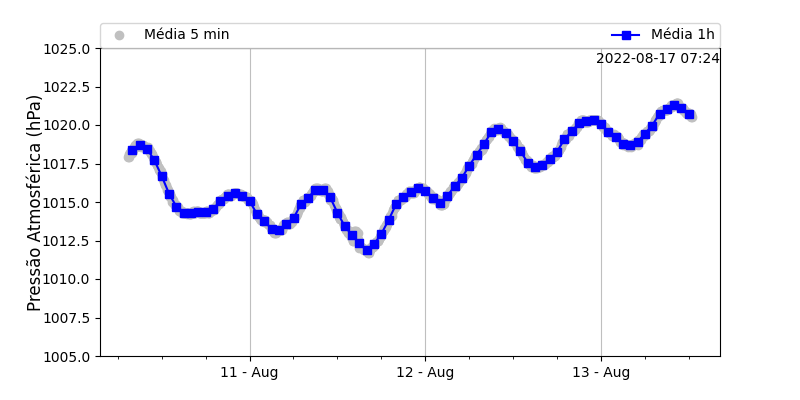 Média 5 min
Média 1h
2022-08-17 07:24
Pressão Atmosférica (hPa)
1025.0
1022.5
1020.0
1017.5
1015.0
1012.5
1010.0
1007.5
1005.0
11 - Aug
12 - Aug
13 - Aug